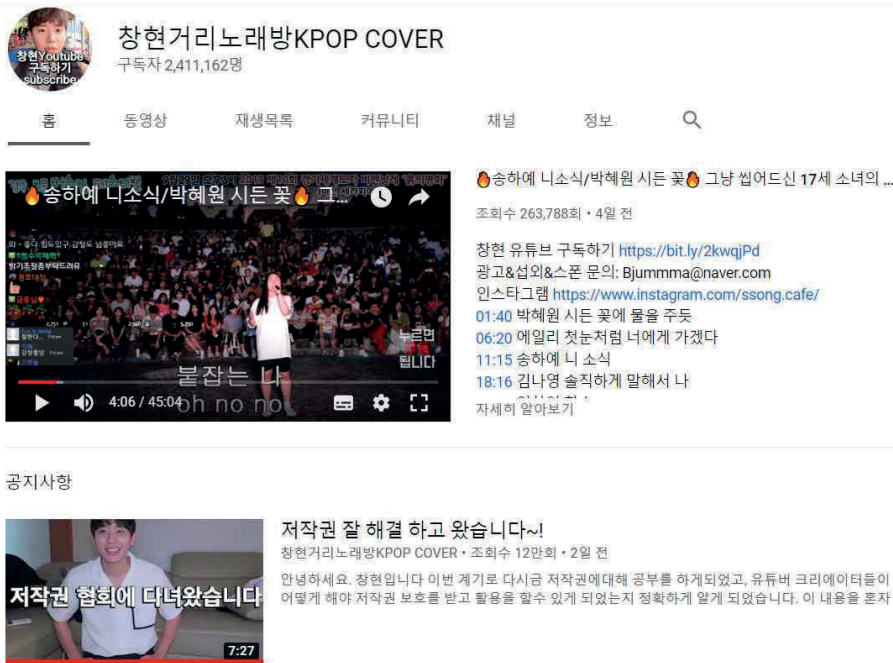 창현Youtube
구독하기
subscribe
창현거리노래방KPOP COVER
구독자 2,411,162명
홈 동영상 재생목록 커뮤니티 채널 정보
🔥송하예 니소식/박혜원 시든 꽃🔥 그...
누르면
됩니다
붙잡는 나
oh no no
4:06 / 45:04
🔥송하예 니소식/박혜원 시든 꽃🔥 그냥 씹어드신 17세 소녀의 ...
조회수 263,788회 • 4일 전
창현 유튜브 구독하기 https://bit.ly/2kwqjPd
광고&섭외&스폰 문의: Bjummma@naver.com
인스타그램 https://www.instagram.com/ssong.cafe/
01:40 박혜원 시든 꽃에 물을 주듯
06:20 에일리 첫눈처럼 너에게 가겠다
11:15 송하예 니 소식
18:16 김나영 솔직하게 말해서 나
자세히 알아보기
공지사항
저작권 협회에 다녀왔습니다
7:27
저작권 잘 해결 하고 왔습니다~!
창현거리노래방KPOP COVER • 조회수 12만회 • 2일 전
안녕하세요. 창현입니다 이번 계기로 다시금 저작권에대해 공부를 하게되었고, 유튜버 크리에이터들이
어떻게 해야 저작권 보호를 받고 활용을 할수 있게 되었는지 정확하게 알게 되었습니다. 이 내용을 혼자